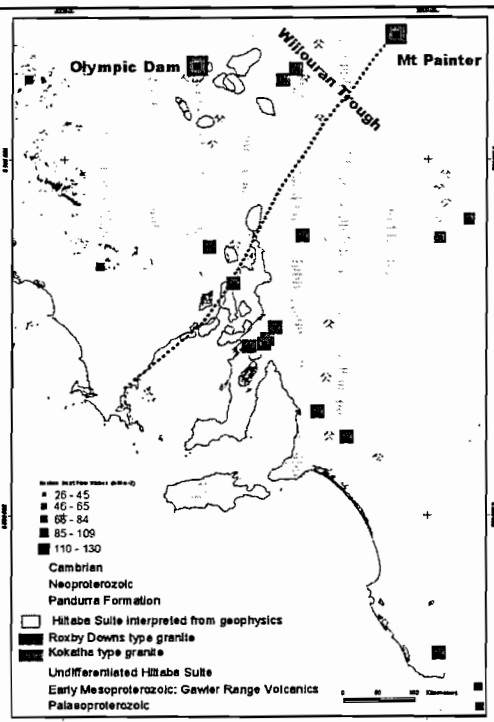 Olympic Dam
Mt Painter
Willouran Trough
26 - 45
46 - 65
66 - 84
85 - 109
110 - 130
Cambrian
Neoproterozoic
Pandurra Formation
Hiltaba Suite interpreted from geophysics
Roxby Downs type granite
Kokatha type granite
Undifferentiated Hiltaba Suite
Early Mesoproterozoic: Gawler Range Volcanics
Palaeoproterozoic
Kilometers